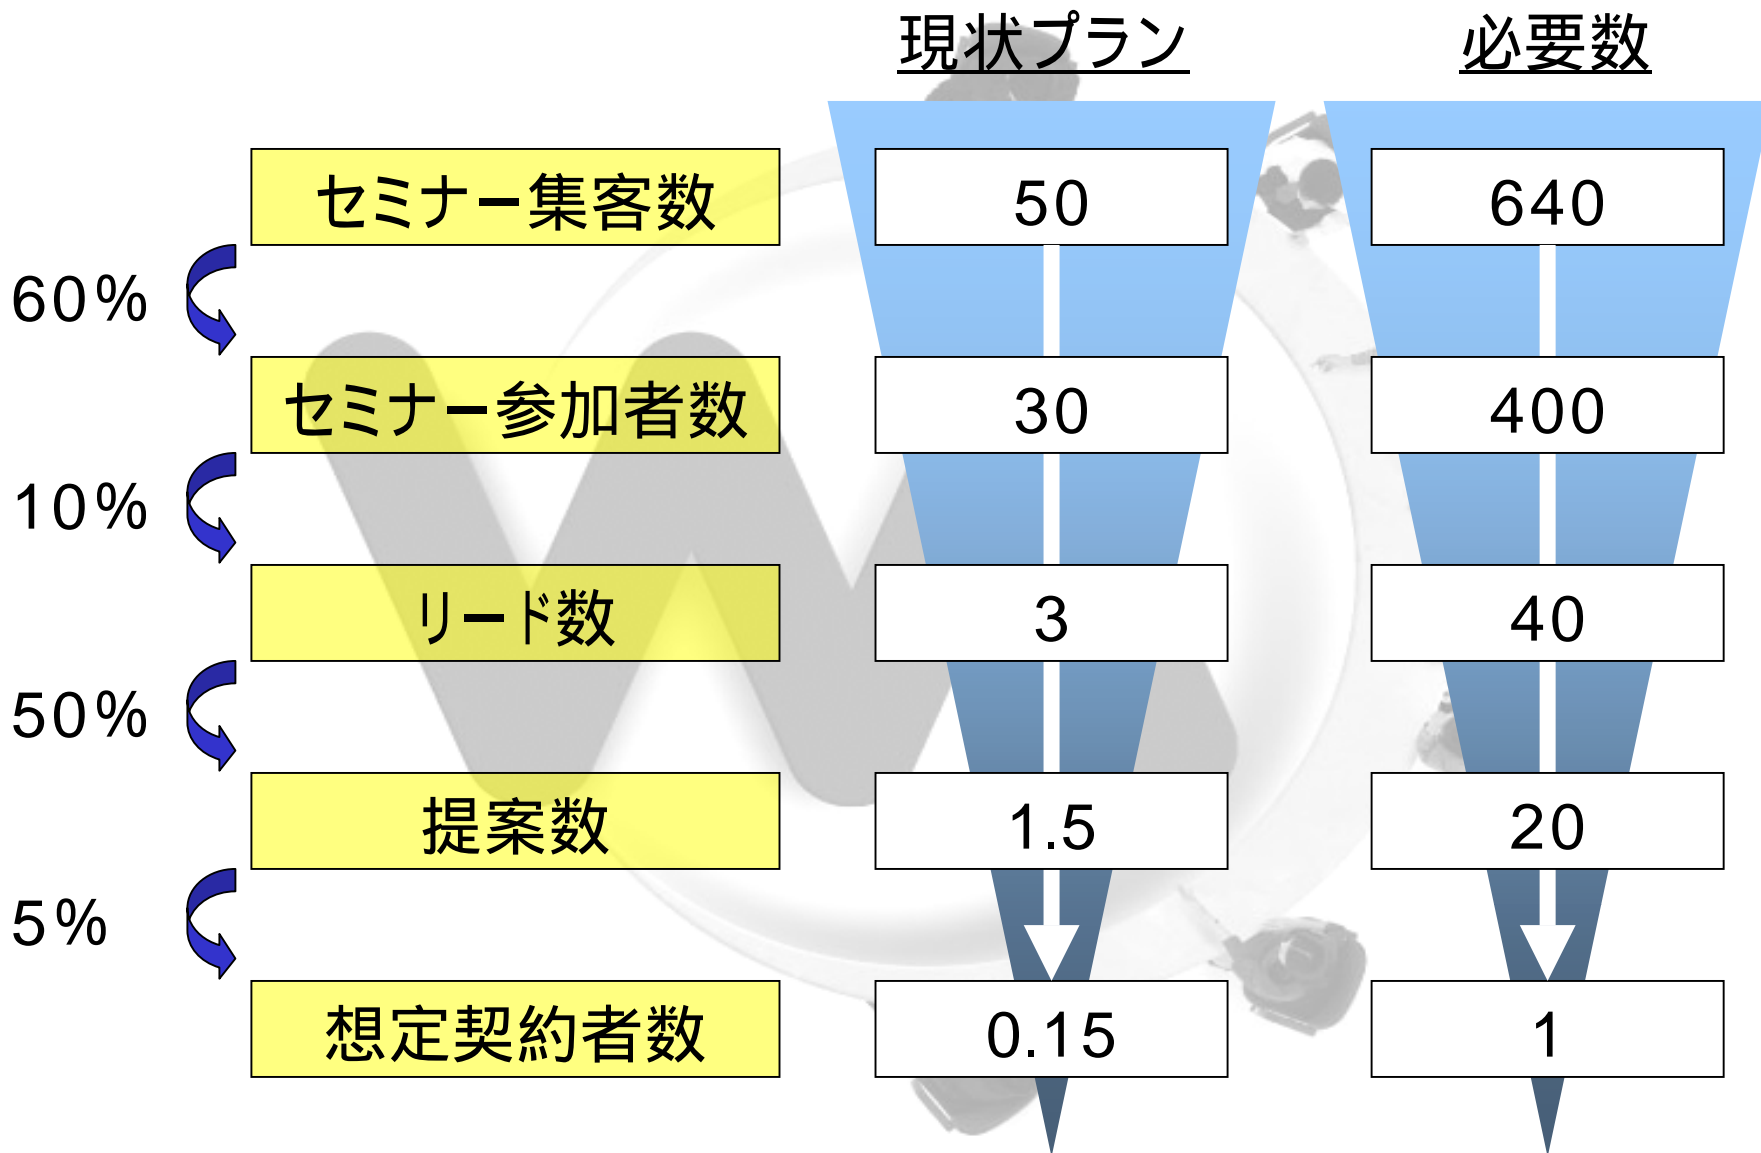 現状プラン 必要数
セミナー集客数 50 640
60%
セミナー参加者数 30 400
10%
リード数 3 40
50%
提案数 1.5 20
5%
想定契約者数 0.15 1